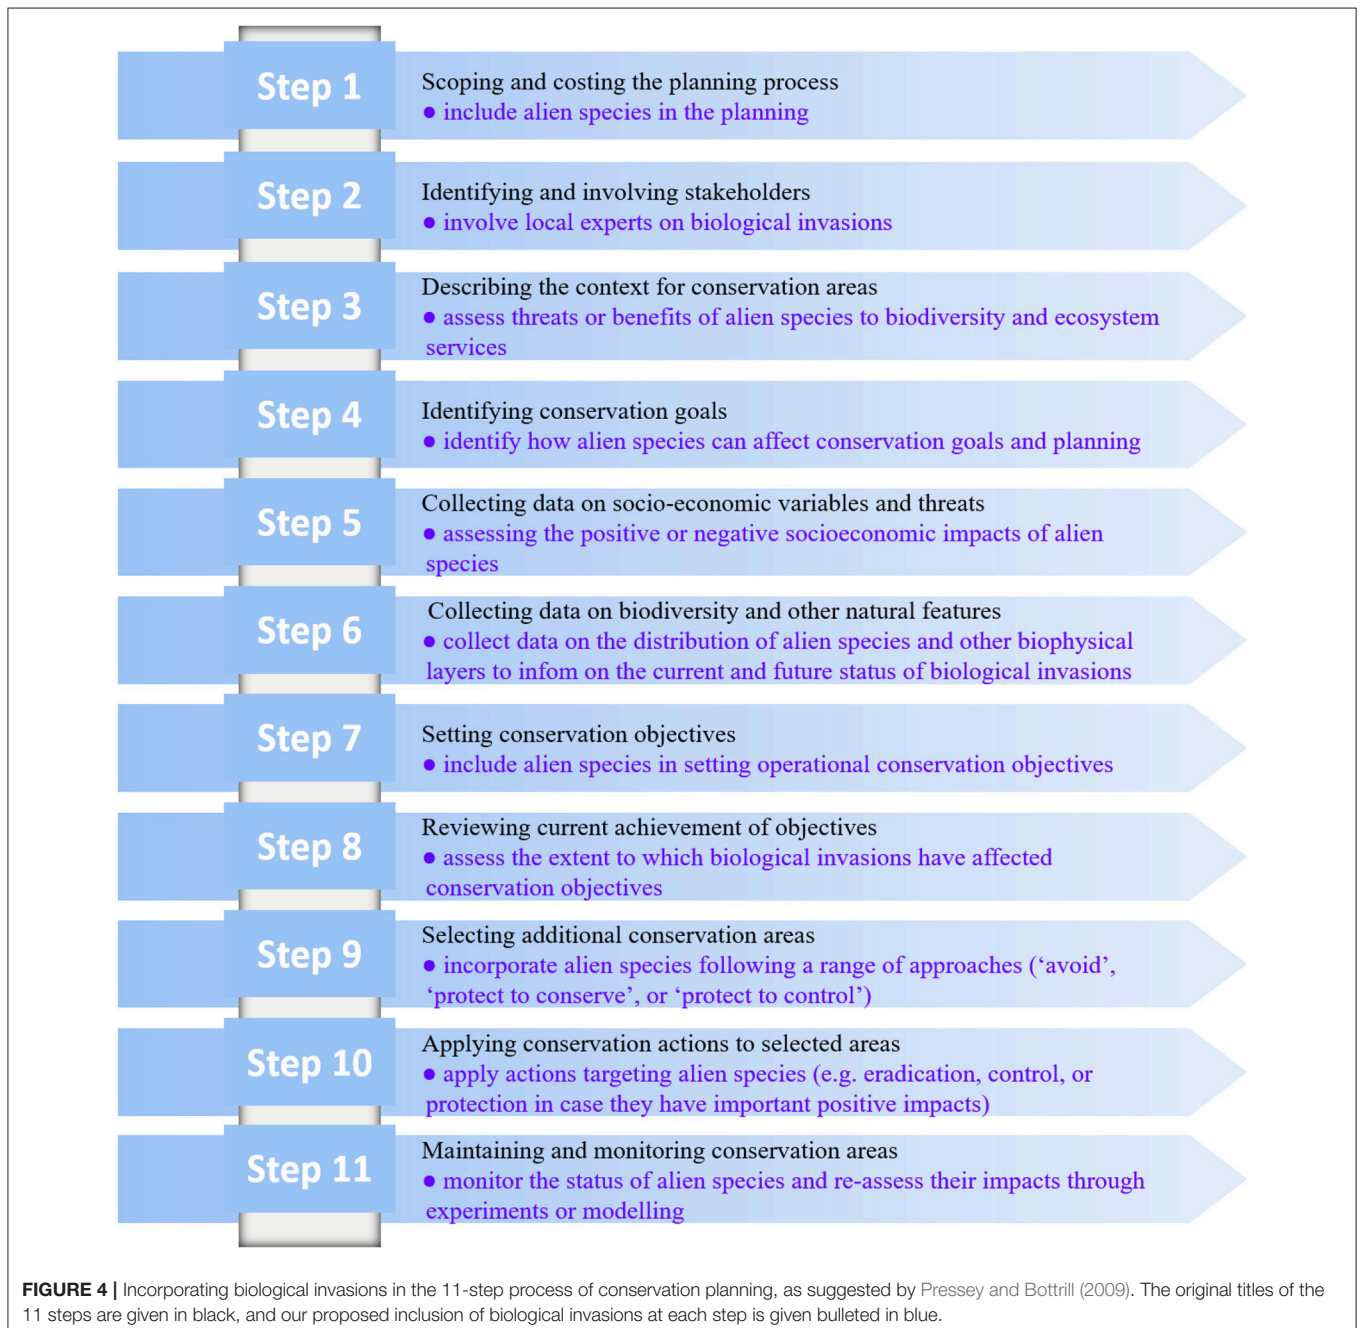 Step 1
Scoping and costing the planning process
● include alien species in the planning
Step 2
Identifying and involving stakeholders
● involve local experts on biological invasions
Step 3
Describing the context for conservation areas
● assess threats or benefits of alien species to biodiversity and ecosystem
services
Step 4
Identifying conservation goals
● identify how alien species can affect conservation goals and planning
Step 5
Collecting data on socio-economic variables and threats
● assessing the positive or negative socioeconomic impacts of alien
species
Step 6
Collecting data on biodiversity and other natural features
● collect data on the distribution of alien species and other biophysical
layers to infom on the current and future status of biological invasions
Step 7
Setting conservation objectives
● include alien species in setting operational conservation objectives
Step 8
Reviewing current achievement of objectives
● assess the extent to which biological invasions have affected
conservation objectives
Step 9
Selecting additional conservation areas
● incorporate alien species following a range of approaches (‘avoid’,
‘protect to conserve’, or ‘protect to control’)
Step 10
Applying conservation actions to selected areas
● apply actions targeting alien species (e.g. eradication, control, or
protection in case they have important positive impacts)
Step 11
Maintaining and monitoring conservation areas
● monitor the status of alien species and re-assess their impacts through
experiments or modelling
FIGURE 4 | Incorporating biological invasions in the 11-step process of conservation planning, as suggested by Pressey and Bottrill (2009). The original titles of the
11 steps are given in black, and our proposed inclusion of biological invasions at each step is given bulleted in blue.